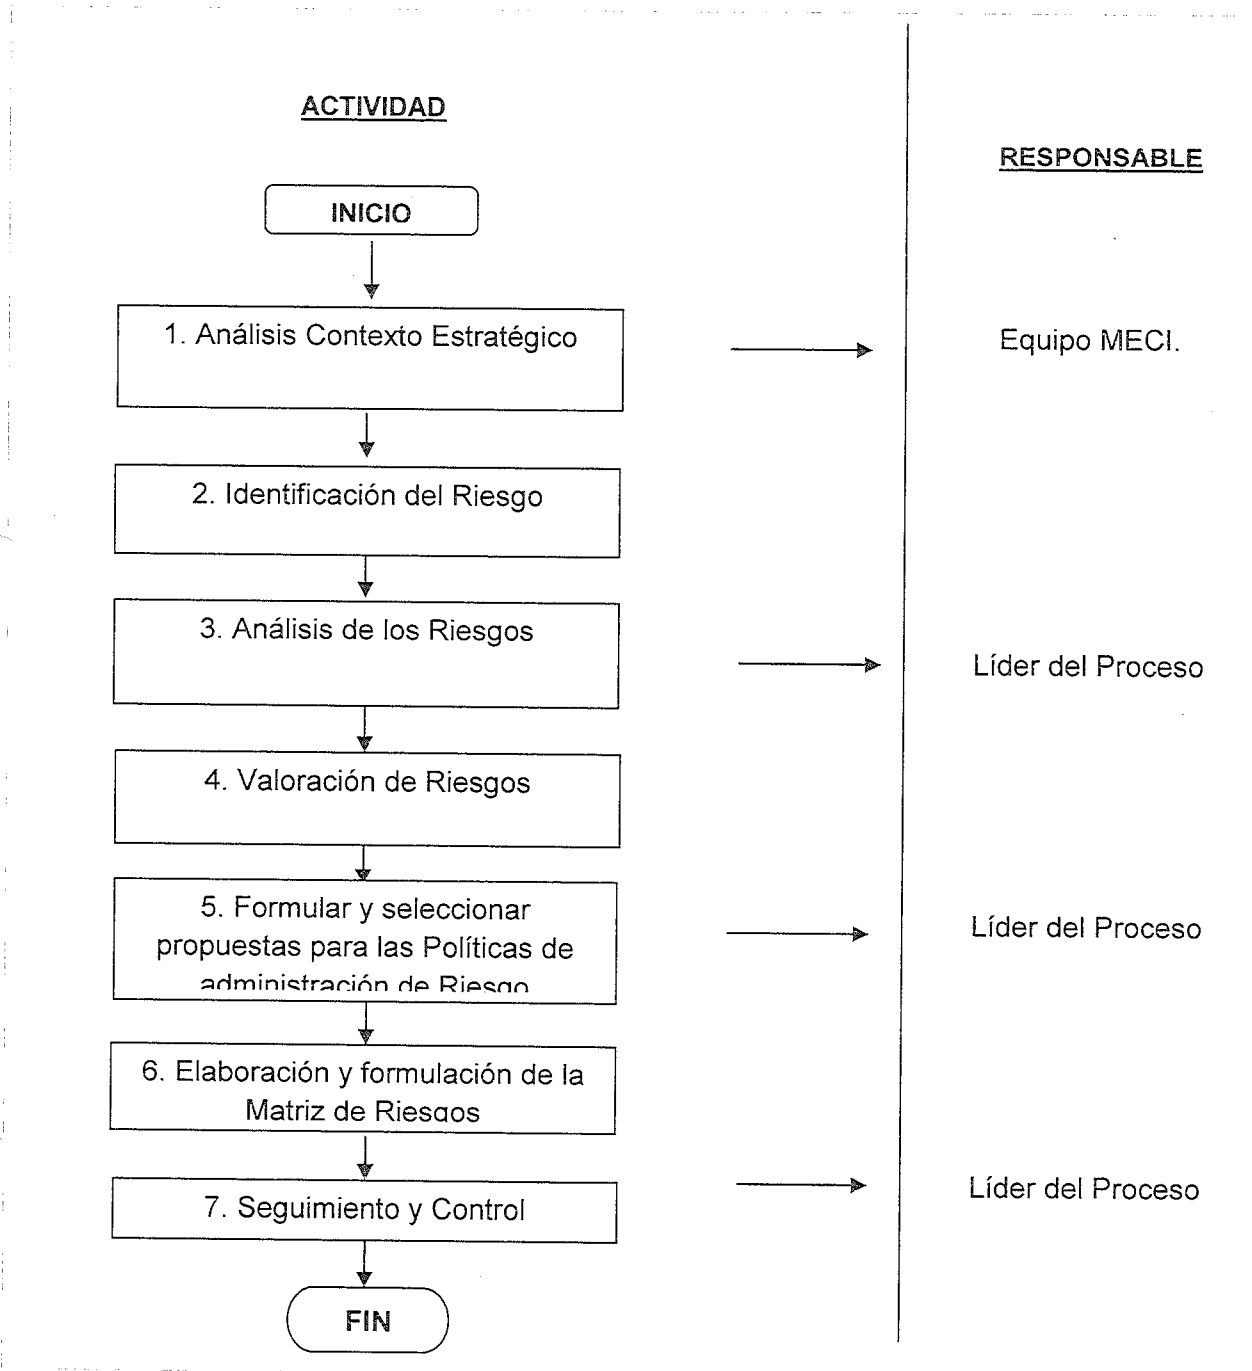 ACTIVIDAD
RESPONSABLE
INICIO
1. Análisis Contexto Estratégico
Equipo MECI.
2. Identificación del Riesgo
3. Análisis de los Riesgos
Líder del Proceso
4. Valoración de Riesgos
5. Formular y seleccionar
propuestas para las Políticas de
administración de Riesgo
Líder del Proceso
6. Elaboración y formulación de la
Matriz de Riesgos
7. Seguimiento y Control
Líder del Proceso
FIN